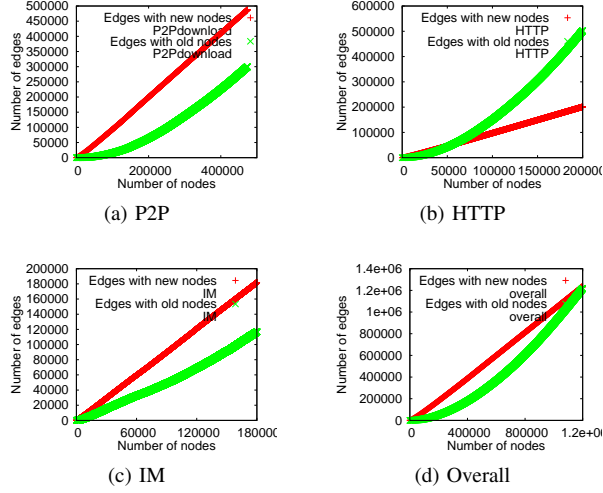 500000
450000
400000
350000
300000
250000
200000
150000
100000
50000
0
Number of edges
Edges with new nodes
P2Pdownload
Edges with old nodes
P2Pdownload
0 200000 400000
Number of nodes
(a) P2P
600000
500000
400000
300000
200000
100000
0
Number of edges
Edges with new nodes
HTTP
Edges with old nodes
HTTP
0 50000 100000 150000 200000
Number of nodes
(b) HTTP
200000
180000
160000
140000
120000
100000
80000
60000
40000
20000
0
Number of edges
Edges with new nodes
IM
Edges with old nodes
IM
0 60000 120000 180000
Number of nodes
(c) IM
1.4e+06
1.2e+06
1e+06
800000
600000
400000
200000
0
Number of edges
Edges with new nodes
overall
Edges with old nodes
overall
0 400000 800000 1.2e+0
Number of nodes
(d) Overall